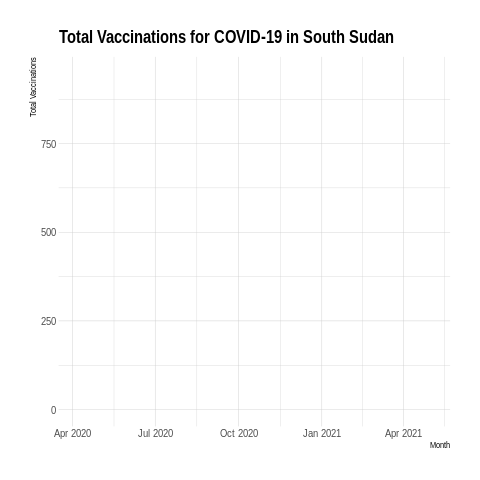 Total Vaccinations for COVID-19 in South Sudan
Total Vaccinations
750
500
250
0
Apr 2020 Jul 2020 Oct 2020 Jan 2021 Apr 2021
Month